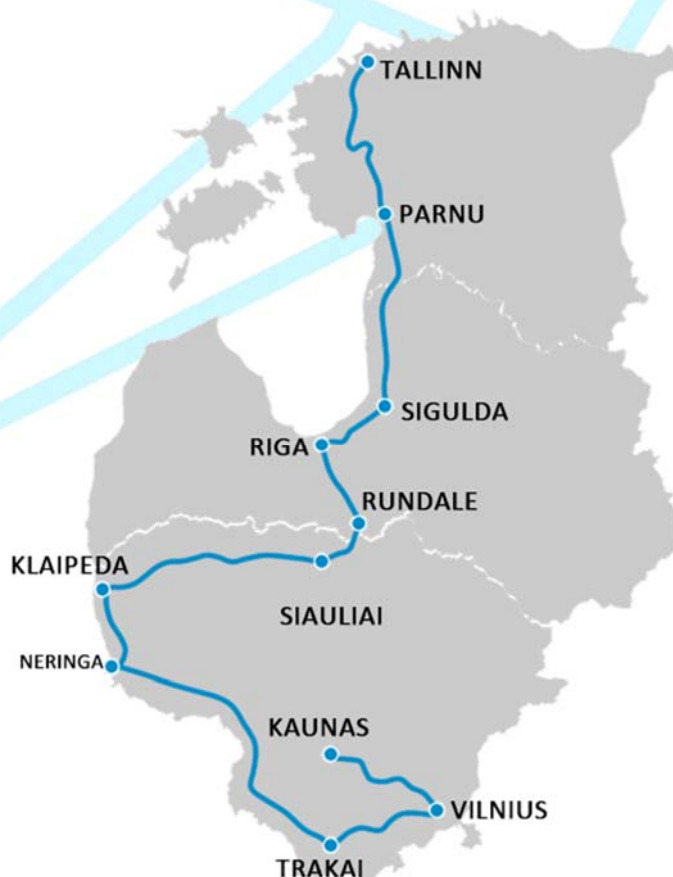 TALLINN
PARNU
SIGULDA
RIGA
RUNDALE
KLAIPEDA
SIAULIAI
NERINGA
KAUNAS
VILNIUS
TRAKAI